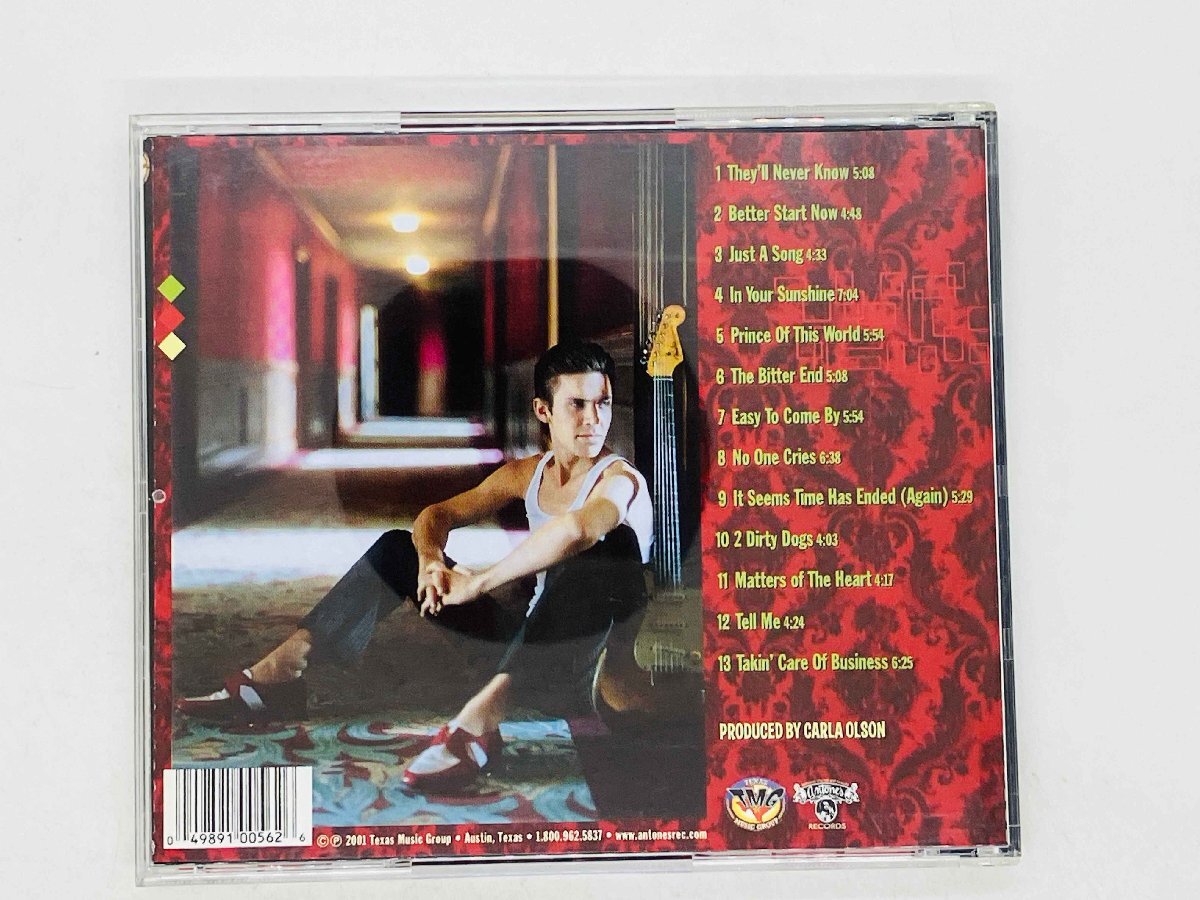 1 They'll Never Know 5:08
2 Better Start Now 4:48
3 Just A Song 4:33
4 In Your Sunshine 7:04
5 Prince Of This World 5:54
6 The Bitter End 5:08
7 Easy To Come By 5:54
8 No One Cries 6:38
9 It Seems Time Has Ended (Again) 5:29
10 2 Dirty Dogs 4:03
11 Matters of The Heart 4:17
12 Tell Me 4:24
13 Takin' Care Of Business 6:25
PRODUCED BY CARLA OLSON
TEXAS
TMG
MUSIC GROUP
Antone's
RECORDS
0 49891 00562 6
©℗ 2001 Texas Music Group • Austin, Texas • 1.800.962.5837 • www.antonesrec.com